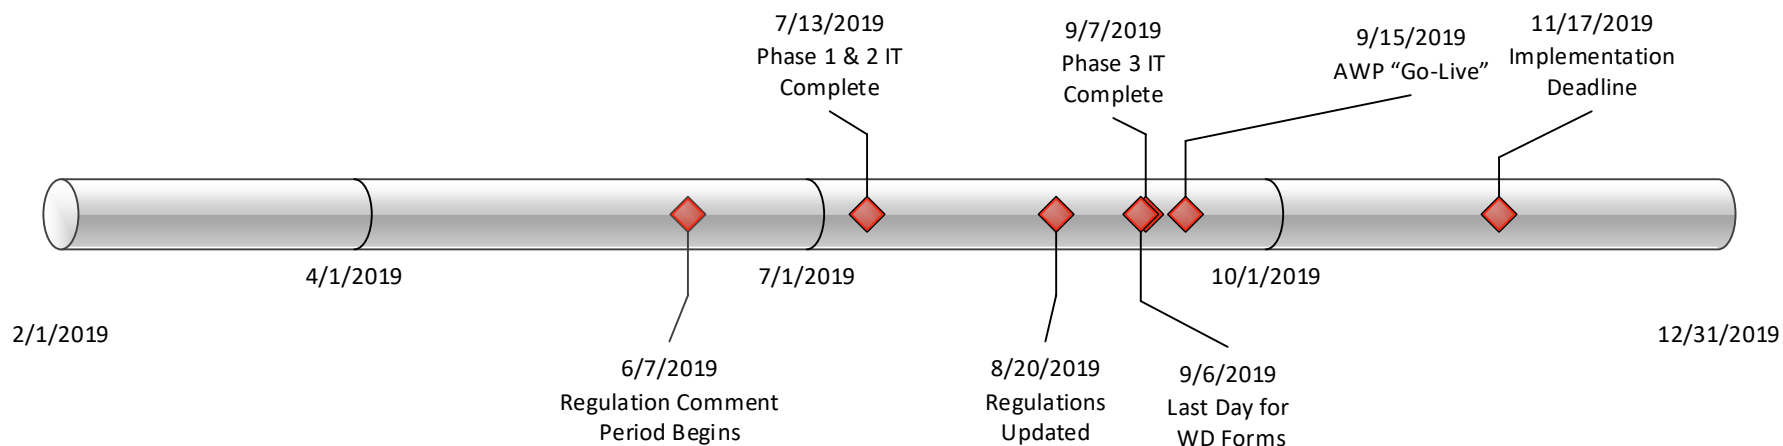 7/13/2019
Phase 1 & 2 IT
Complete
9/7/2019
Phase 3 IT
Complete
9/15/2019
AWP “Go-Live”
11/17/2019
Implementation
Deadline
4/1/2019
7/1/2019
10/1/2019
2/1/2019
12/31/2019
6/7/2019
Regulation Comment
Period Begins
8/20/2019
Regulations
Updated
9/6/2019
Last Day for
WD Forms